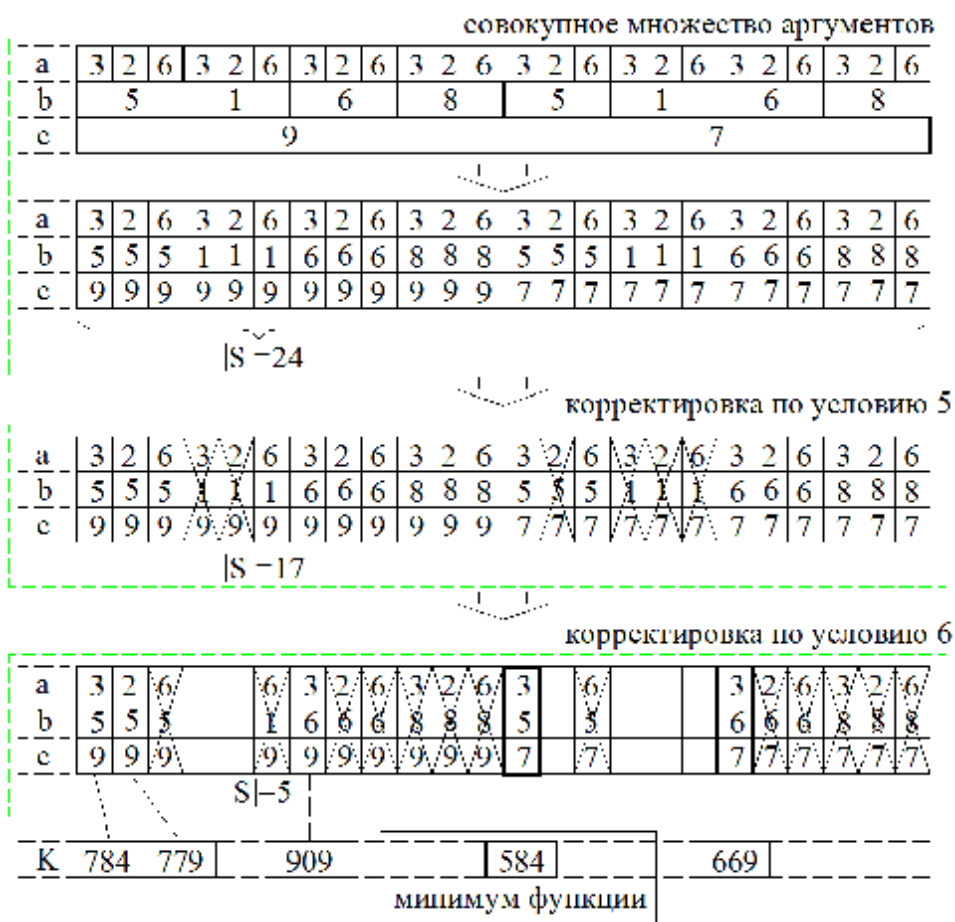 совокупное множество аргументов
a 3 2 6 3 2 6 3 2 6 3 2 6 3 2 6 3 2 6 3 2 6 3 2 6
b 5 1 6 8 5 1 6 8
c 9 7
a 3 2 6 3 2 6 3 2 6 3 2 6 3 2 6 3 2 6 3 2 6 3 2 6
b 5 5 5 1 1 1 6 6 6 8 8 8 5 5 5 1 1 1 6 6 6 8 8 8
c 9 9 9 9 9 9 9 9 9 9 9 9 7 7 7 7 7 7 7 7 7 7 7 7
|S =24
корректировка по условию 5
a 3 2 6 3 2 6 3 2 6 3 2 6 3 2 6 3 2 6 3 2 6 3 2 6
b 5 5 5 1 1 1 6 6 6 8 8 8 5 5 5 1 1 1 6 6 6 8 8 8
c 9 9 9 9 9 9 9 9 9 9 9 9 7 7 7 7 7 7 7 7 7 7 7 7
|S =17
корректировка по условию 6
a 3 2 6 6 3 2 6 3 2 6 3 6 3 2 6 3 2 6
b 5 5 5 1 6 6 6 8 8 8 5 5 6 6 6 8 8 8
c 9 9 9 9 9 9 9 9 9 9 7 7 7 7 7 7 7 7
S|=5
K 784 779 909 584 669
минимум функции